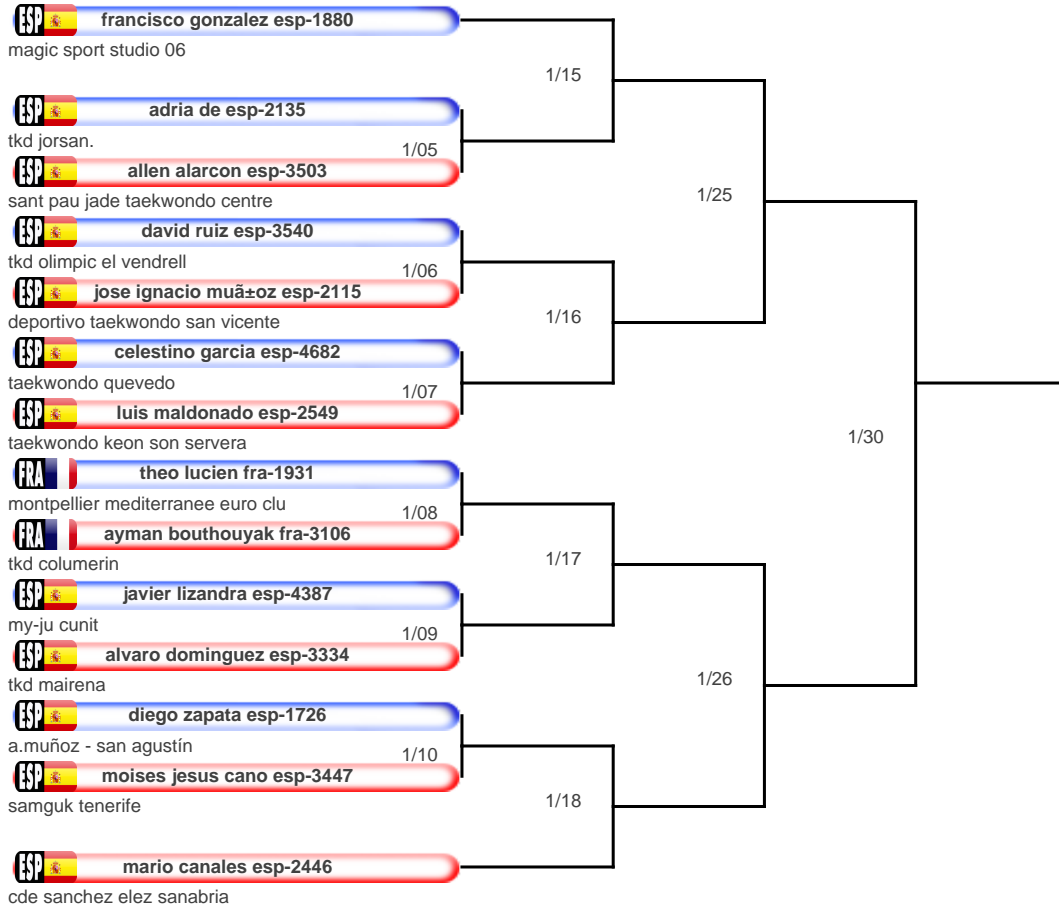 ESP francisco gonzalez esp-1880
magic sport studio 06
1/15
ESP adria de esp-2135
tkd jorsan.
1/05
ESP allen alarcon esp-3503
sant pau jade taekwondo centre
1/25
ESP david ruiz esp-3540
tkd olimpic el vendrell
1/06
ESP jose ignacio muã±oz esp-2115
deportivo taekwondo san vicente
1/16
ESP celestino garcia esp-4682
taekwondo quevedo
1/07
ESP luis maldonado esp-2549
taekwondo keon son servera
1/30
FRA theo lucien fra-1931
montpellier mediterranee euro clu
1/08
FRA ayman bouthouyak fra-3106
tkd columerin
1/17
ESP javier lizandra esp-4387
my-ju cunit
1/09
ESP alvaro dominguez esp-3334
tkd mairena
1/26
ESP diego zapata esp-1726
a.muñoz - san agustín
1/10
ESP moises jesus cano esp-3447
samguk tenerife
1/18
ESP mario canales esp-2446
cde sanchez elez sanabria